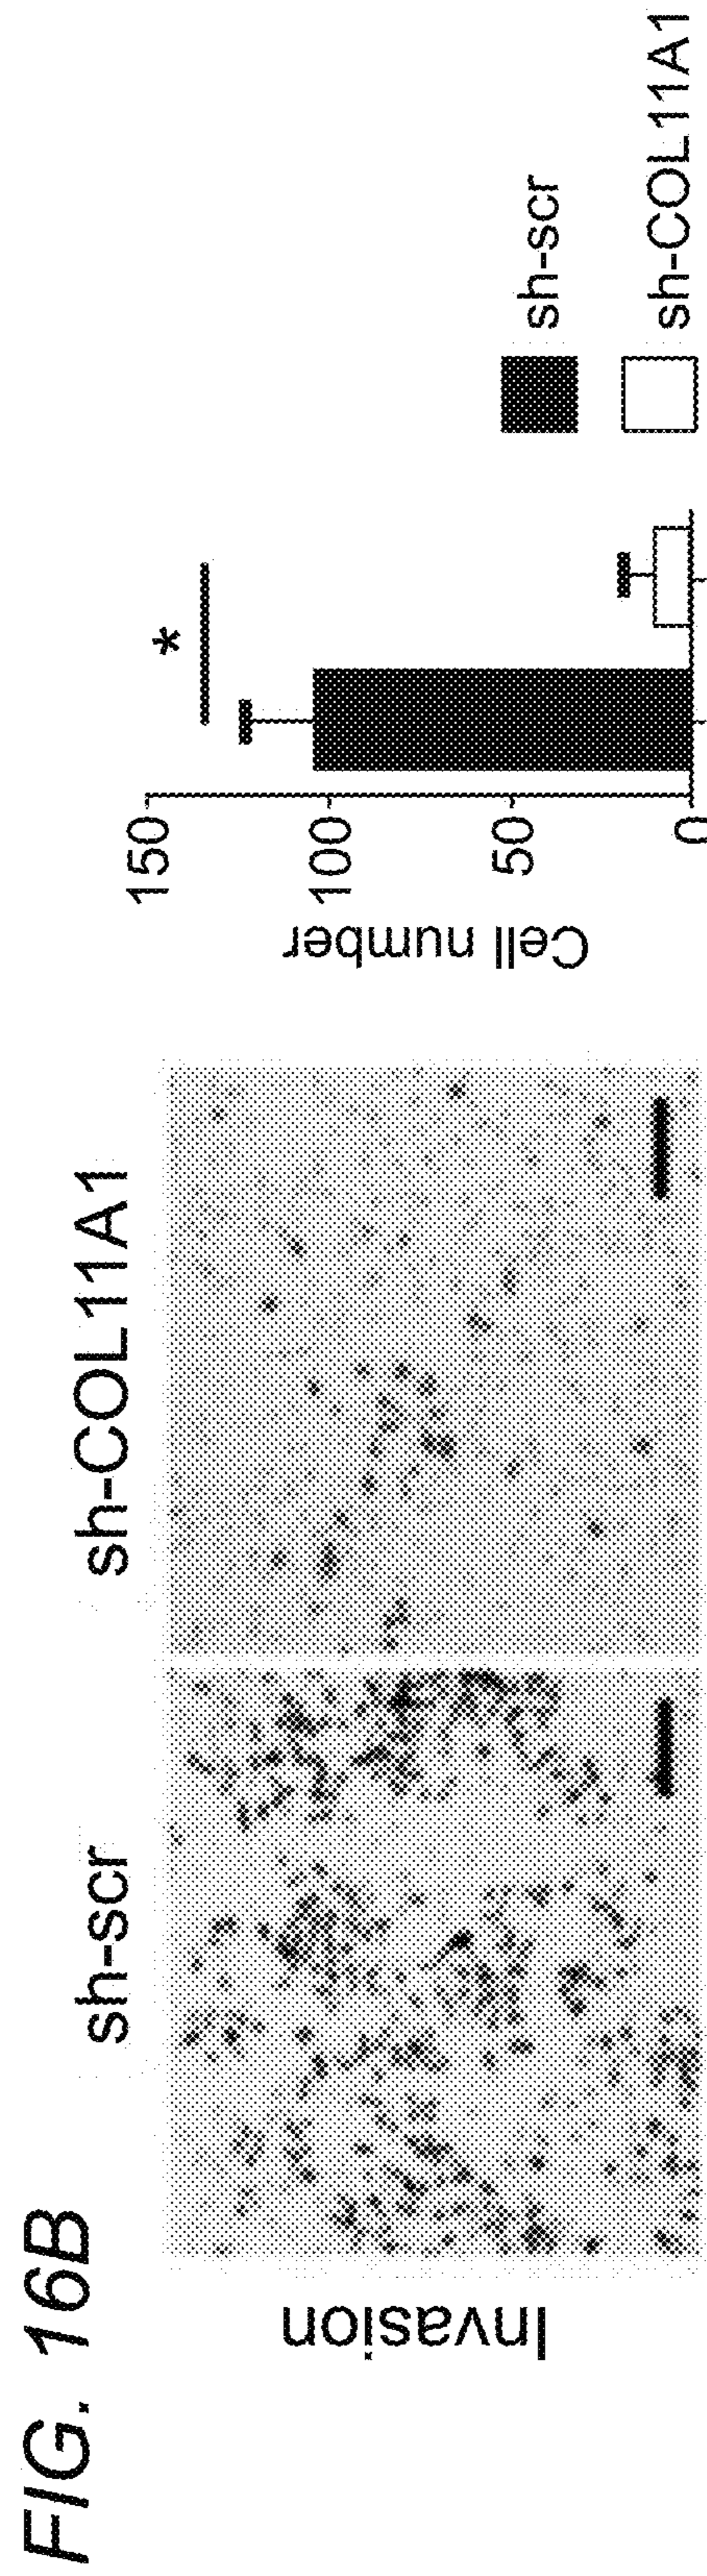 FIG. 16B
sh-scr
sh-COL11A1
Invasion
Cell number
150
100
50
0
*
sh-scr
sh-COL11A1